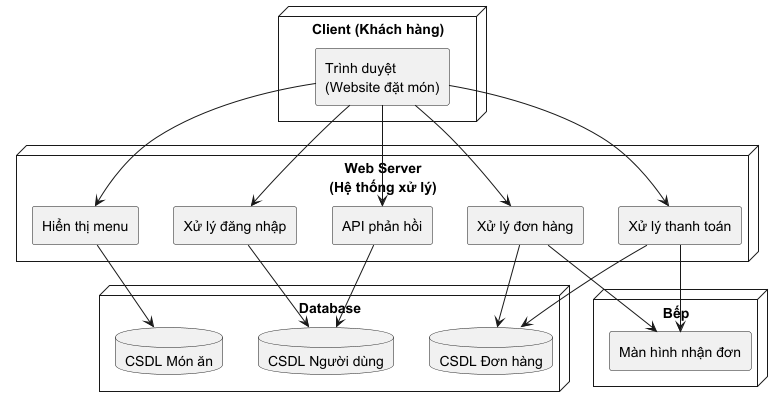 Client (Khách hàng)
Trình duyệt
(Website đặt món)
Web Server
(Hệ thống xử lý)
Hiển thị menu
Xử lý đăng nhập
API phản hồi
Xử lý đơn hàng
Xử lý thanh toán
Database
Bếp
CSDL Món ăn
CSDL Người dùng
CSDL Đơn hàng
Màn hình nhận đơn